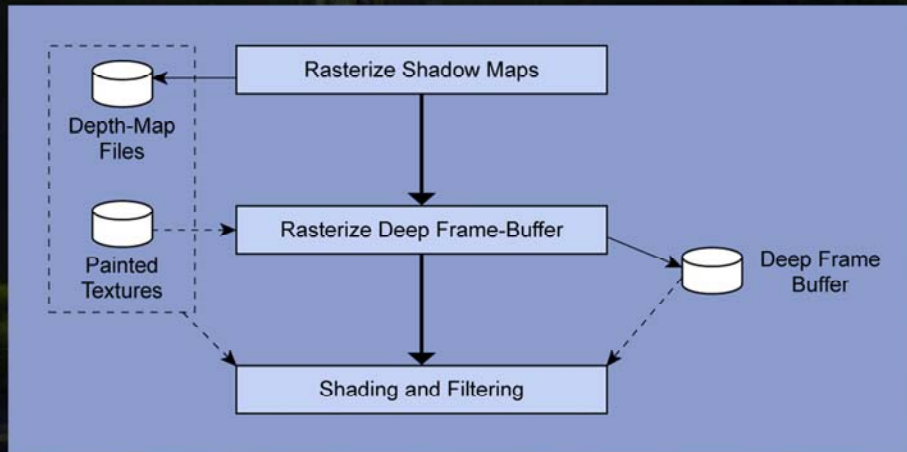 Rasterize Shadow Maps
Depth-Map
Files
Rasterize Deep Frame-Buffer
Painted
Textures
Deep Frame
Buffer
Shading and Filtering